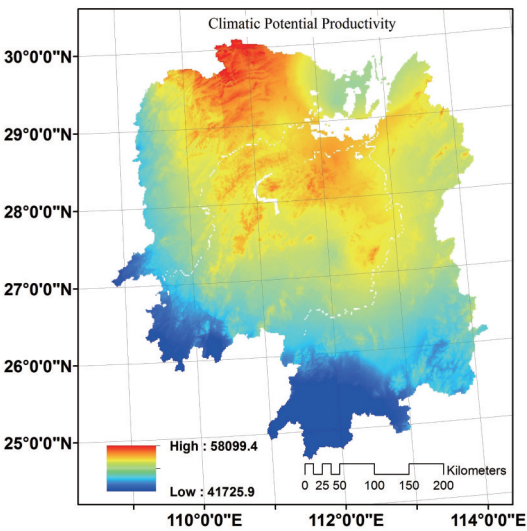 Climatic Potential Productivity
30°0'0"N
29°0'0"N
28°0'0"N
27°0'0"N
26°0'0"N
25°0'0"N
High : 58099.4
Low : 41725.9
Kilometers
0 25 50 100 150 200
110°0'0"E 112°0'0"E 114°0'0"E